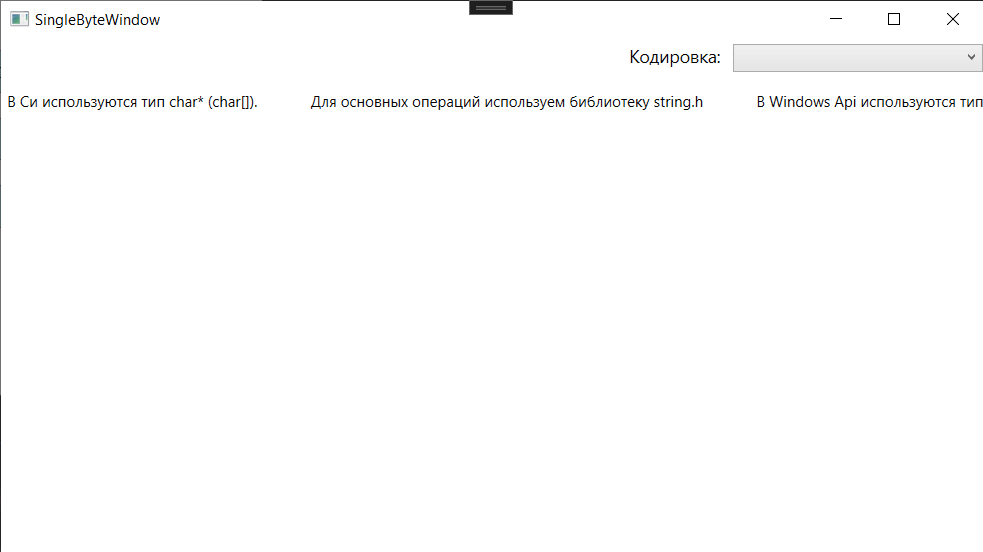 SingleByteWindow
Кодировка:
В Си используются тип char* (char[]). Для основных операций используем библиотеку string.h В Windows Api используются тип